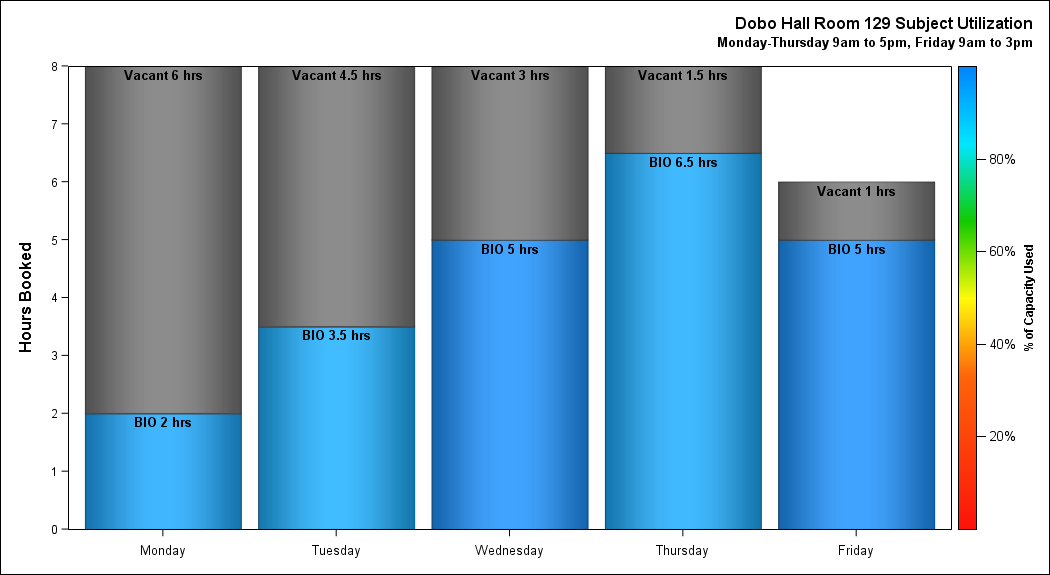 Dobo Hall Room 129 Subject Utilization
Monday-Thursday 9am to 5pm, Friday 9am to 3pm
Hours Booked
8
7
6
5
4
3
2
1
0
Vacant 6 hrs
BIO 2 hrs
Vacant 4.5 hrs
BIO 3.5 hrs
Vacant 3 hrs
BIO 5 hrs
Vacant 1.5 hrs
BIO 6.5 hrs
Vacant 1 hrs
BIO 5 hrs
Monday
Tuesday
Wednesday
Thursday
Friday
80%
60%
40%
20%
% of Capacity Used